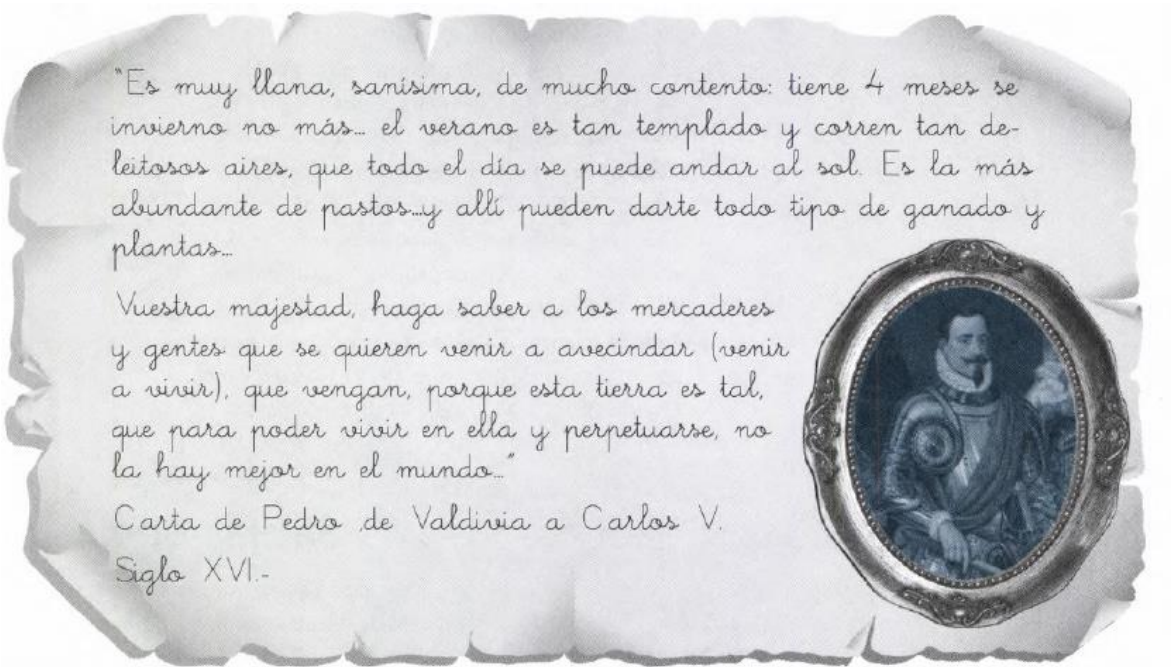 "Es muy llana, sanísima, de mucho contento: tiene 4 meses se
invierno no más... el verano es tan templado y corren tan de-
leitosos aires, que todo el día se puede andar al sol. Es la más
abundante de pastos...y allí pueden darte todo tipo de ganado y
plantas...
Vuestra majestad, haga saber a los mercaderes
y gentes que se quieren venir a avecindar (venir
a vivir), que vengan, porque esta tierra es tal,
que para poder vivir en ella y perpetuarse, no
la hay mejor en el mundo..."
Carta de Pedro de Valdivia a Carlos V.
Siglo XVI.-